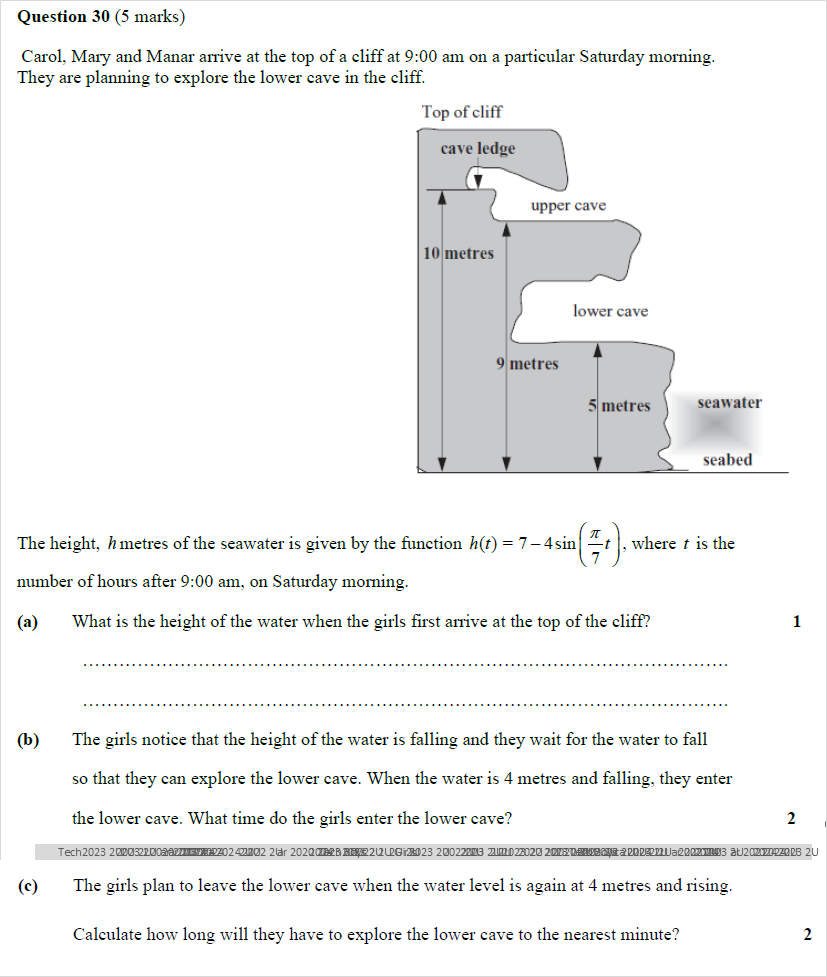 Question 30 (5 marks)
Carol, Mary and Manar arrive at the top of a cliff at 9:00 am on a particular Saturday morning.
They are planning to explore the lower cave in the cliff.
Top of cliff
cave ledge
upper cave
10 metres
lower cave
9 metres
5 metres
seawater
seabed
The height, h metres of the seawater is given by the function h(t) = 7 − 4 sin(π/7 t), where t is the
number of hours after 9:00 am, on Saturday morning.
(a) What is the height of the water when the girls first arrive at the top of the cliff? 1
(b) The girls notice that the height of the water is falling and they wait for the water to fall
so that they can explore the lower cave. When the water is 4 metres and falling, they enter
the lower cave. What time do the girls enter the lower cave? 2
(c) The girls plan to leave the lower cave when the water level is again at 4 metres and rising.
Calculate how long will they have to explore the lower cave to the nearest minute? 2